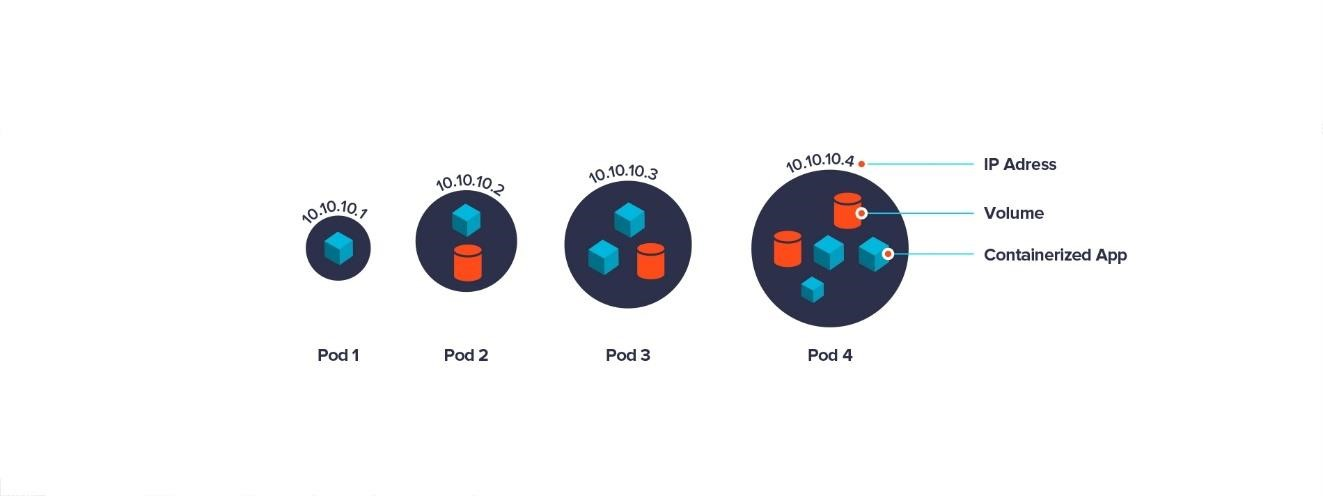 10.10.10.1
10.10.10.2
10.10.10.3
10.10.10.4
IP Adress
Volume
Containerized App
Pod 1
Pod 2
Pod 3
Pod 4